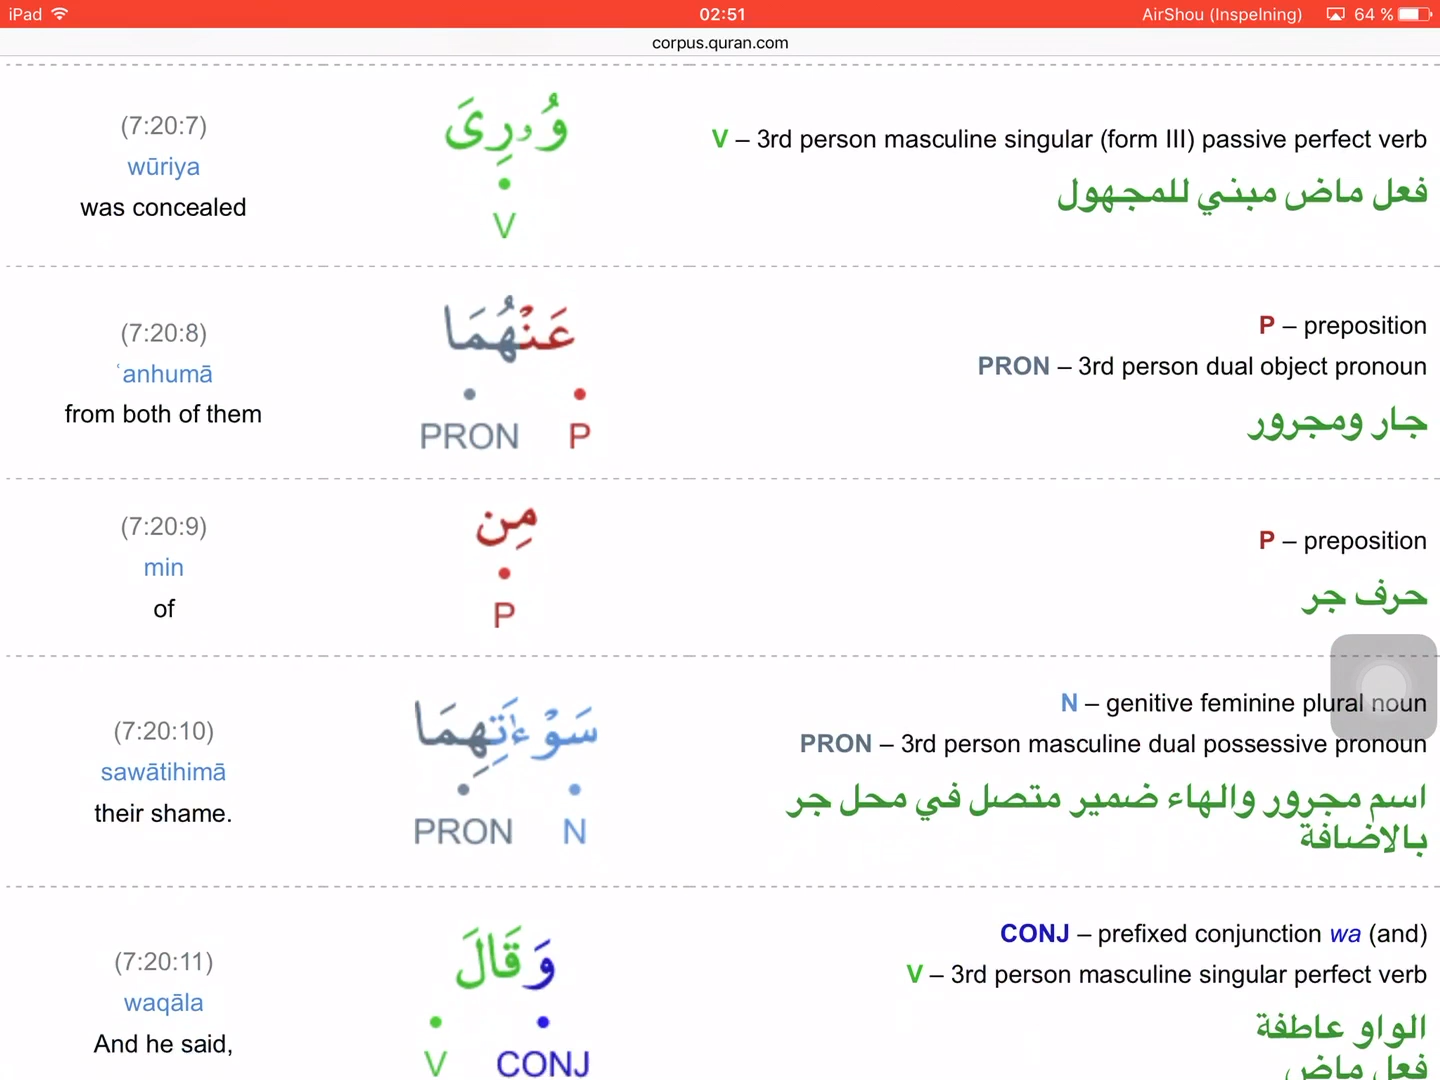 iPad 02:51 AirShou (Inspelning) 64 %
corpus.quran.com
(7:20:7)
wūriya
was concealed
وُۥرِىَ
V
V – 3rd person masculine singular (form III) passive perfect verb
فعل ماض مبني للمجهول
(7:20:8)
ʿanhumā
from both of them
عَنْهُمَا
PRON P
P – preposition
PRON – 3rd person dual object pronoun
جار ومجرور
(7:20:9)
min
of
مِن
P
P – preposition
حرف جر
(7:20:10)
sawātihimā
their shame.
سَوْءَٰتِهِمَا
PRON N
N – genitive feminine plural noun
PRON – 3rd person masculine dual possessive pronoun
اسم مجرور والهاء ضمير متصل في محل جر
بالاضافة
(7:20:11)
waqāla
And he said,
وَقَالَ
V CONJ
CONJ – prefixed conjunction wa (and)
V – 3rd person masculine singular perfect verb
الواو عاطفة
فعل ماض